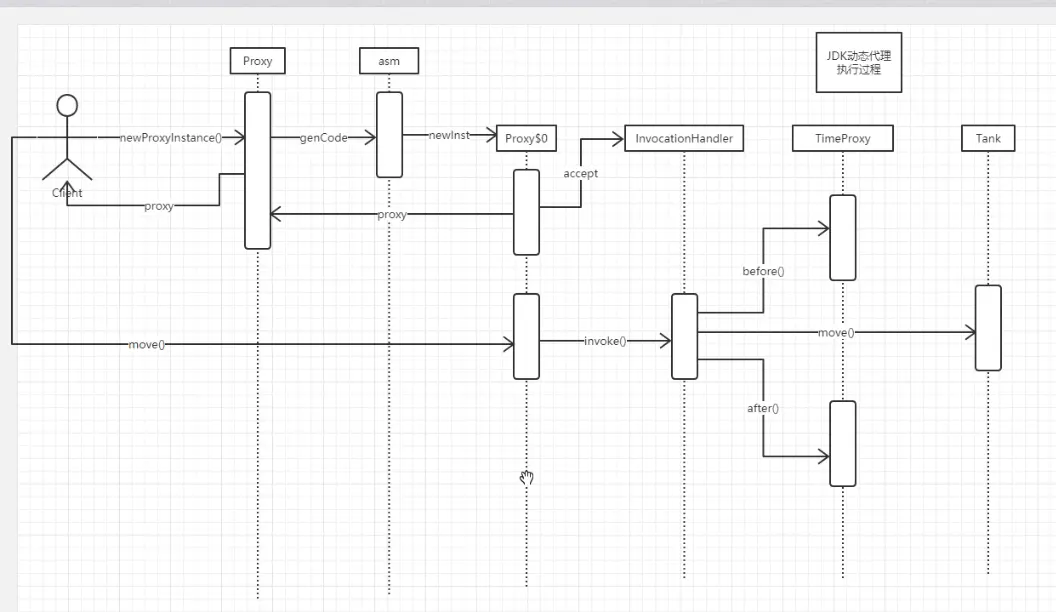 JDK动态代理
执行过程
Proxy
asm
newProxyInstance()
genCode
newInst
Proxy$0
InvocationHandler
TimeProxy
Tank
accept
Client
proxy
proxy
before()
move()
invoke()
move()
after()